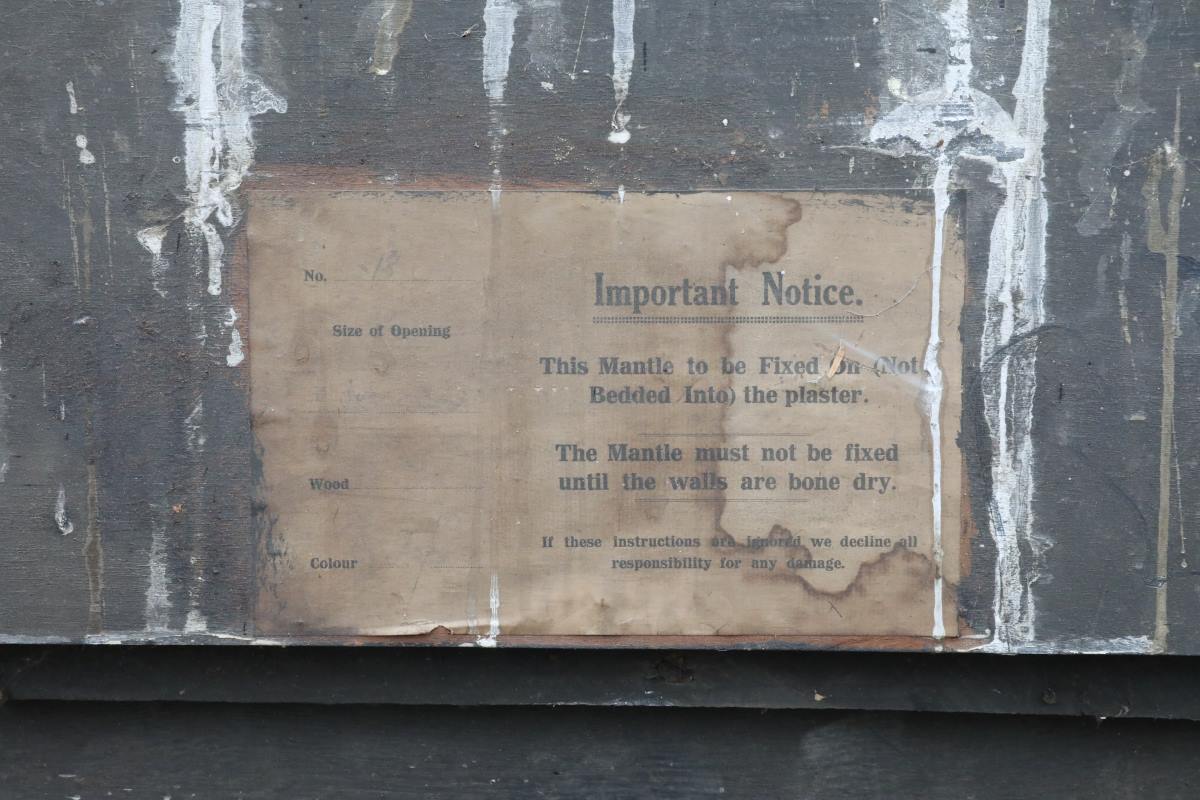 No. 13
Size of Opening
Wood
Colour
Important Notice.
This Mantle to be Fixed On (Not
Bedded Into) the plaster.
The Mantle must not be fixed
until the walls are bone dry.
If these instructions are ignored we decline all
responsibility for any damage.